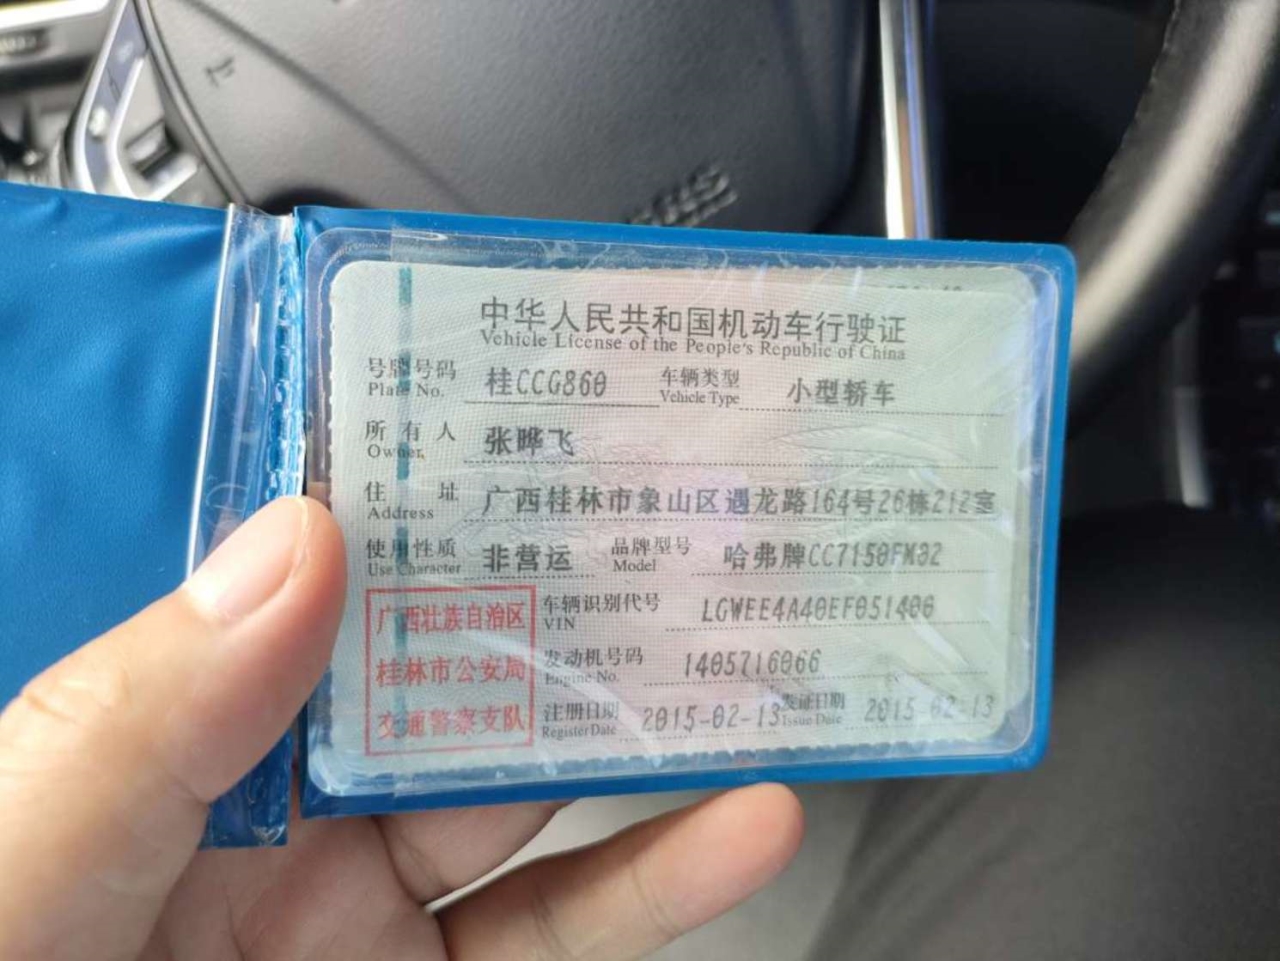 中华人民共和国机动车行驶证
Vehicle License of the People's Republic of China
号牌号码 桂CCG860 车辆类型 小型轿车
Plate No. Vehicle Type
所有人 张晔飞
Owner
住址 广西桂林市象山区遇龙路164号26栋212室
Address
使用性质 非营运 品牌型号 哈弗牌CC7150FM02
Use Character Model
广西壮族自治区
桂林市公安局
交通警察支队
车辆识别代号 LGWEE4A40EF051406
VIN
发动机号码 1405716066
Engine No.
注册日期 2015-02-13 发证日期 2015-02-13
Register Date Issue Date